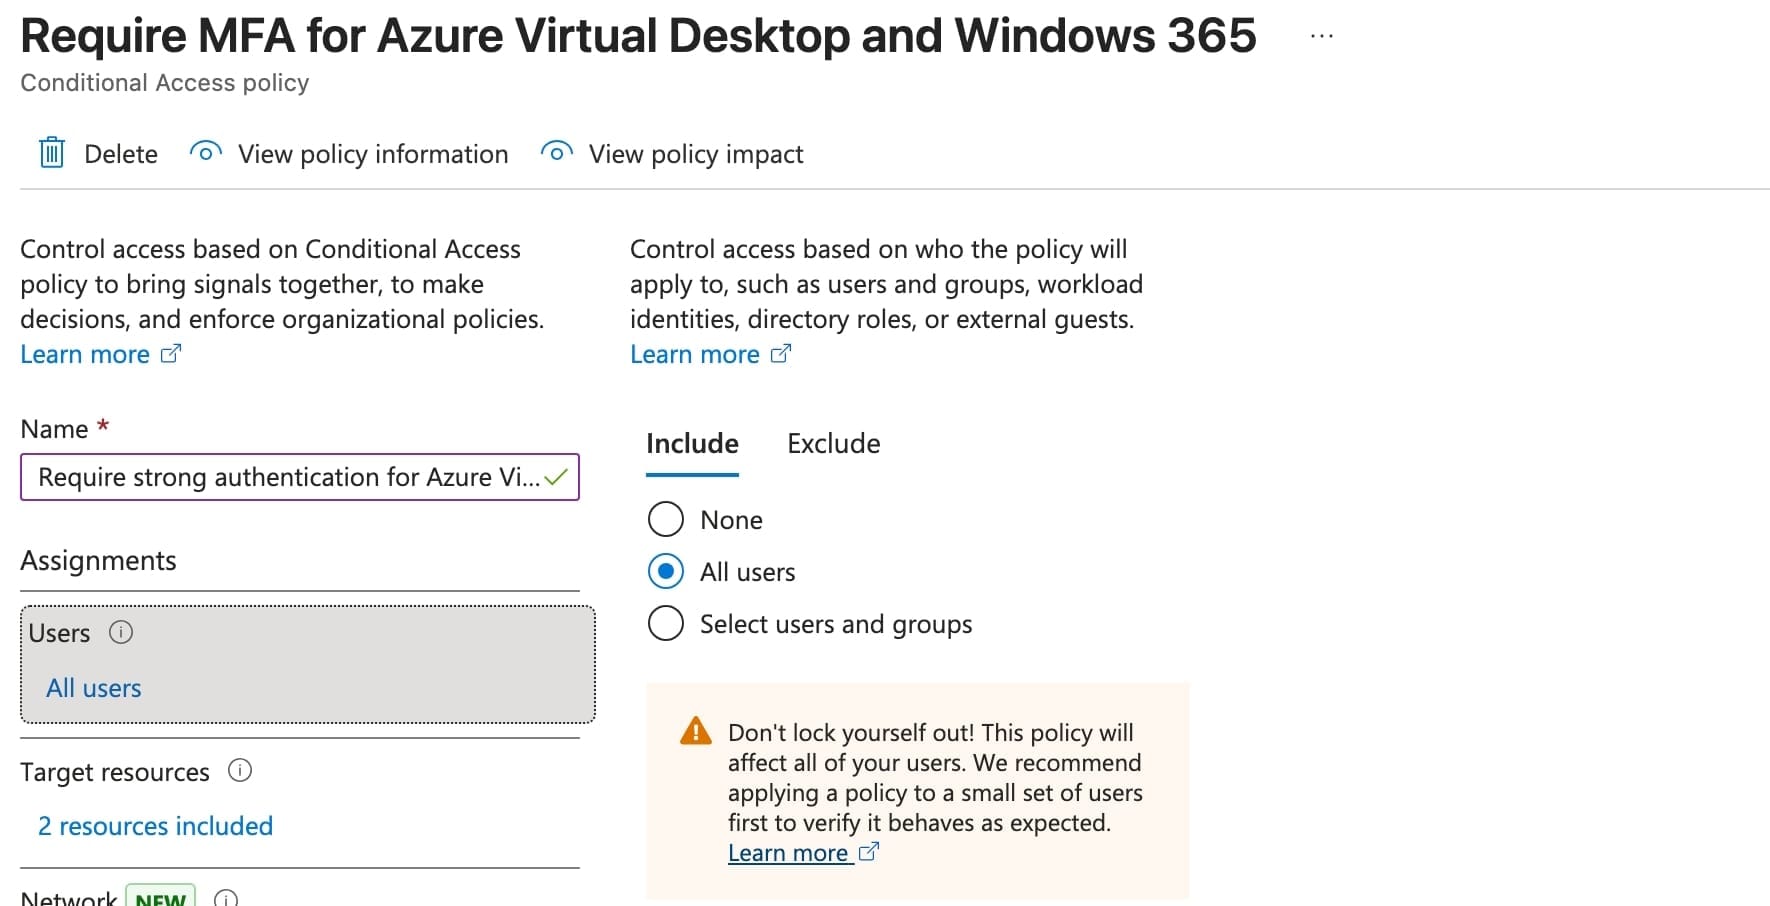 Require MFA for Azure Virtual Desktop and Windows 365 ...
Conditional Access policy
Delete View policy information View policy impact
Control access based on Conditional Access
policy to bring signals together, to make
decisions, and enforce organizational policies.
Learn more
Name *
Require strong authentication for Azure Vi...
Assignments
Users
All users
Target resources
2 resources included
Network NEW
Control access based on who the policy will
apply to, such as users and groups, workload
identities, directory roles, or external guests.
Learn more
Include Exclude
None
All users
Select users and groups
Don't lock yourself out! This policy will
affect all of your users. We recommend
applying a policy to a small set of users
first to verify it behaves as expected.
Learn more